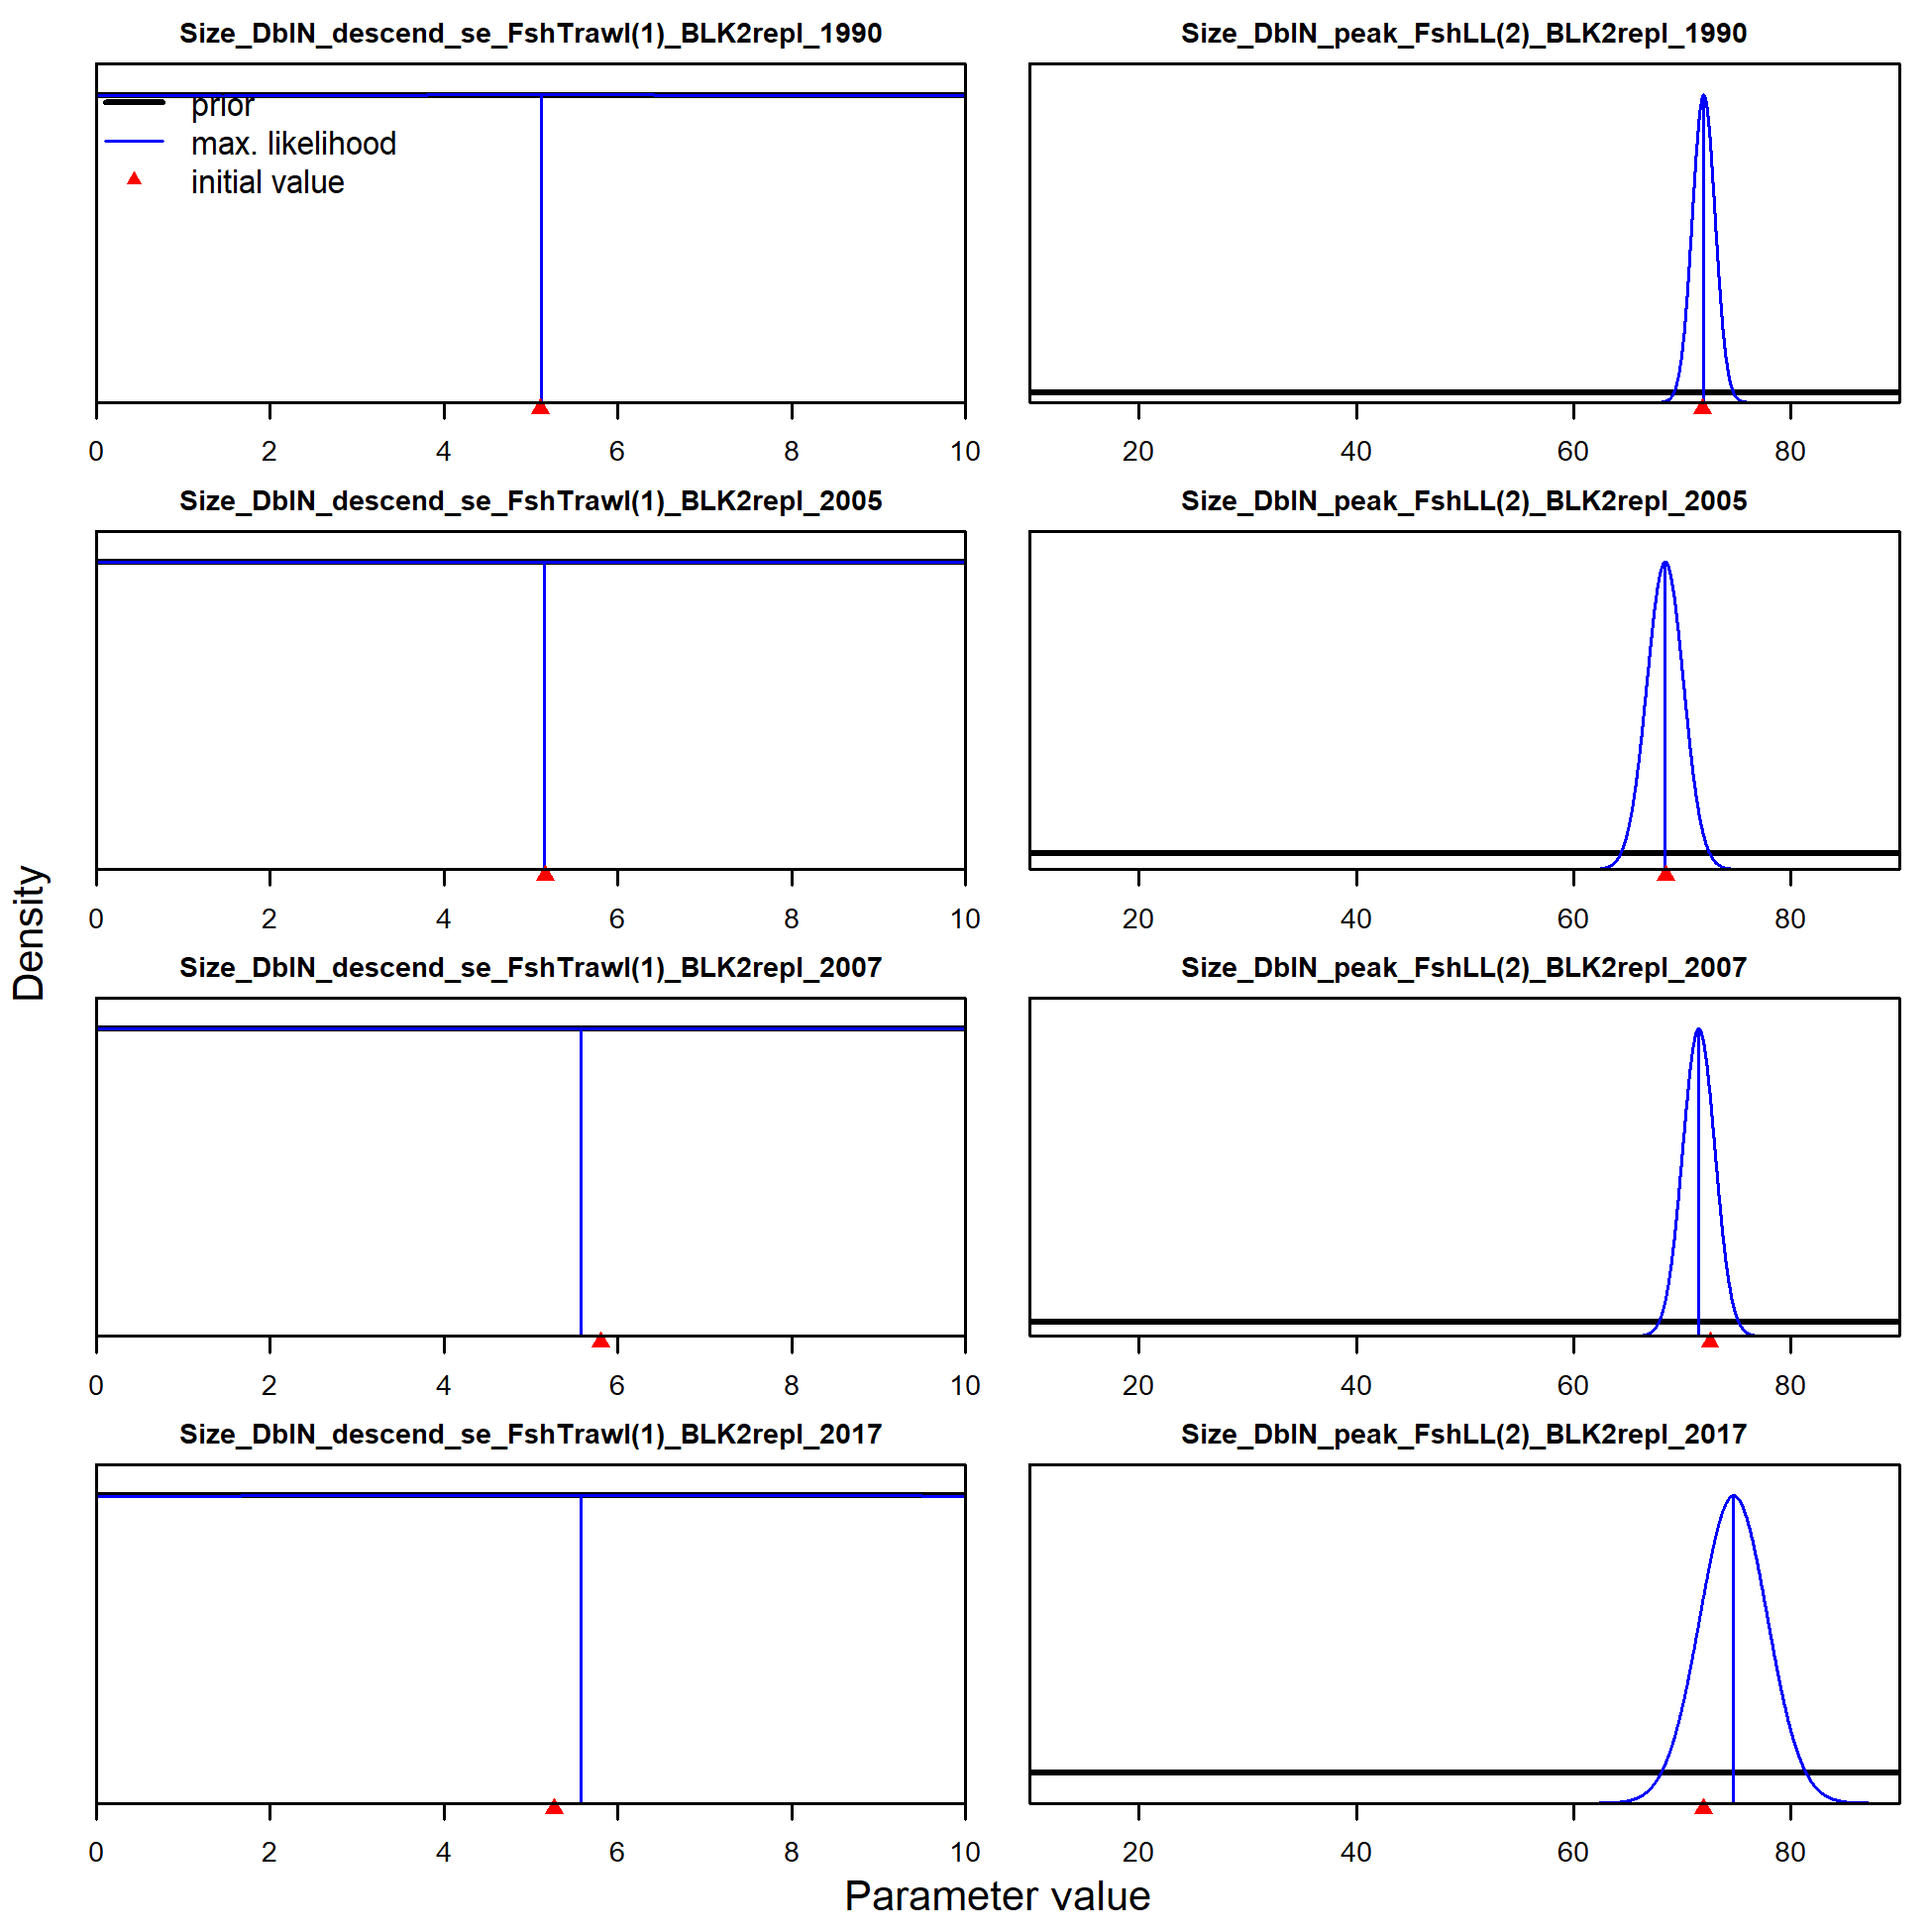 Size_DblN_descend_se_FshTrawl(1)_BLK2repl_1990
Size_DblN_peak_FshLL(2)_BLK2repl_1990
prior
max. likelihood
initial value
0 2 4 6 8 10
20 40 60 80
Size_DblN_descend_se_FshTrawl(1)_BLK2repl_2005
Size_DblN_peak_FshLL(2)_BLK2repl_2005
0 2 4 6 8 10
20 40 60 80
Size_DblN_descend_se_FshTrawl(1)_BLK2repl_2007
Size_DblN_peak_FshLL(2)_BLK2repl_2007
0 2 4 6 8 10
20 40 60 80
Size_DblN_descend_se_FshTrawl(1)_BLK2repl_2017
Size_DblN_peak_FshLL(2)_BLK2repl_2017
0 2 4 6 8 10
20 40 60 80
Density
Parameter value